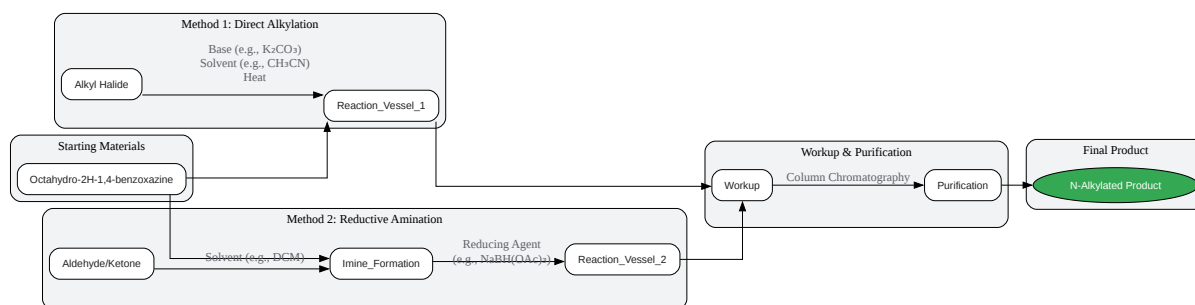 Method 1: Direct Alkylation
Base (e.g., K₂CO₃)
Solvent (e.g., CH₃CN)
Heat
Alkyl Halide
Reaction_Vessel_1
Starting Materials
Octahydro-2H-1,4-benzoxazine
Method 2: Reductive Amination
Aldehyde/Ketone
Solvent (e.g., DCM)
Imine_Formation
Reducing Agent
(e.g., NaBH(OAc)₃)
Reaction_Vessel_2
Workup & Purification
Workup
Column Chromatography
Purification
Final Product
N-Alkylated Product